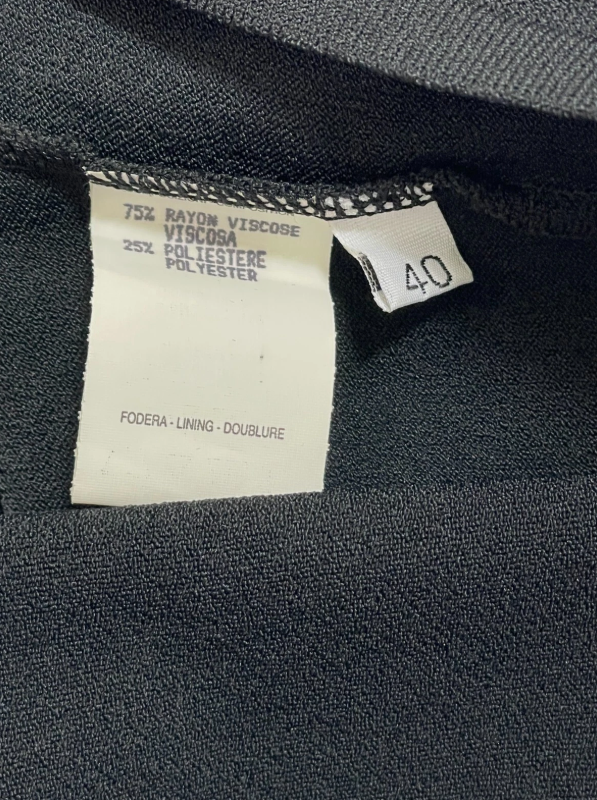 75% RAYON VISCOSE
VISCOSA
25% POLIESTERE
POLYESTER
40
FODERA - LINING - DOUBLURE